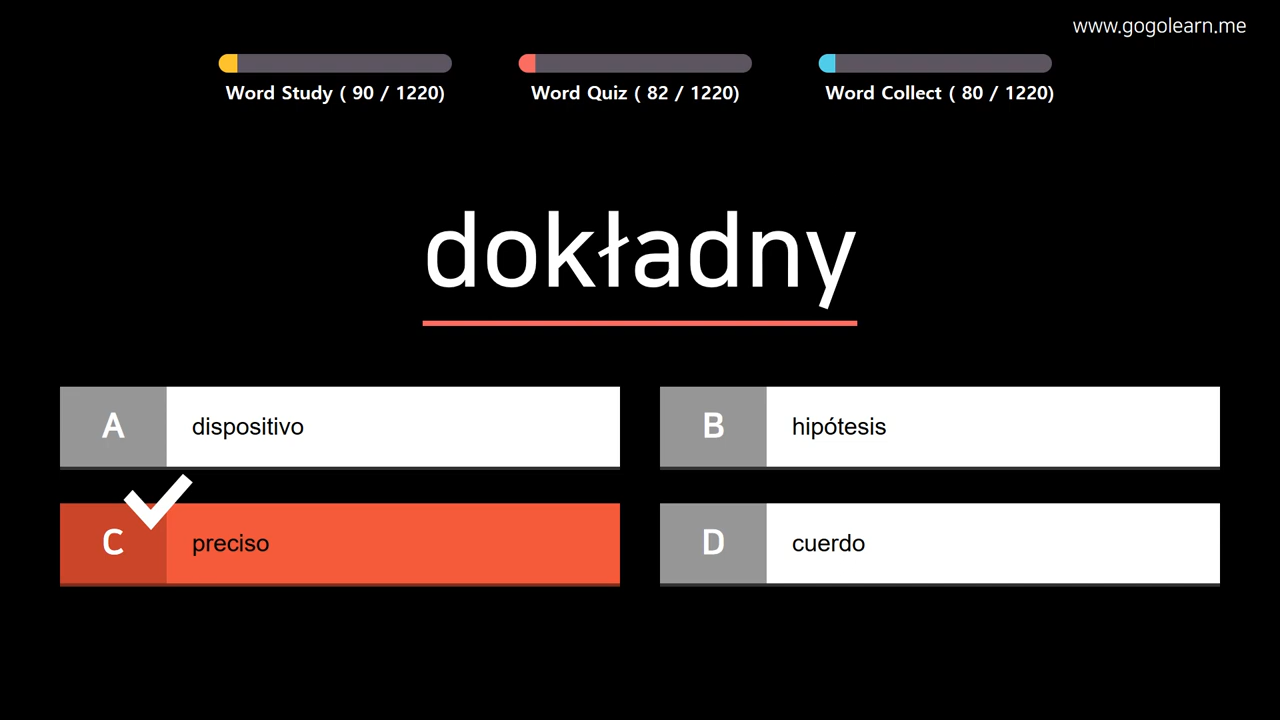 www.gogolearn.me
Word Study ( 90 / 1220)
Word Quiz ( 82 / 1220)
Word Collect ( 80 / 1220)
dokładny
A dispositivo
B hipótesis
C preciso
D cuerdo